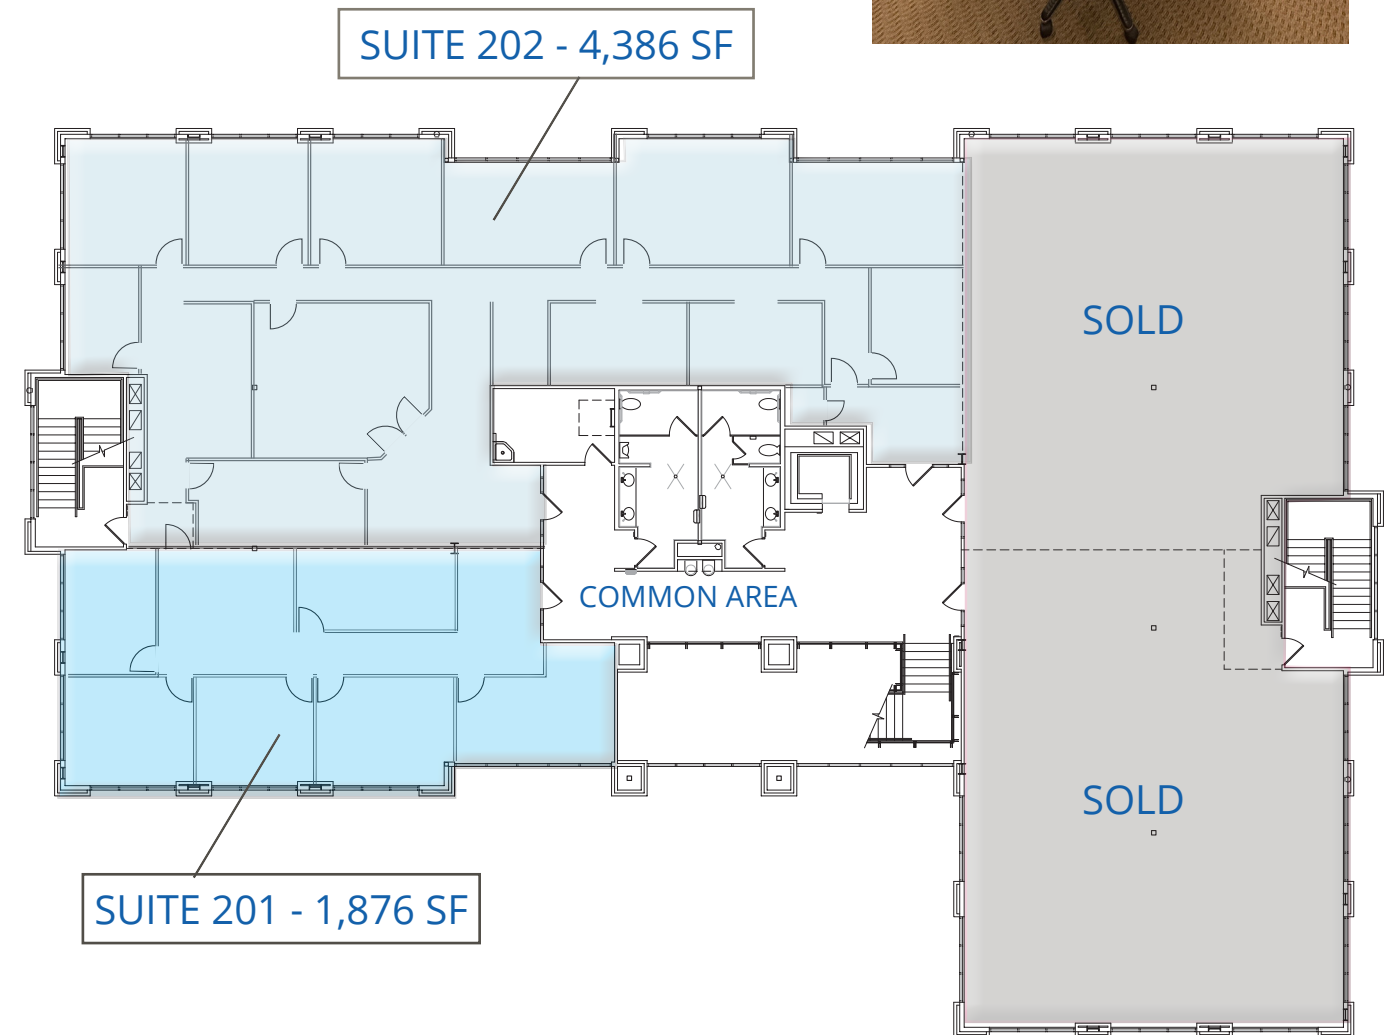 SUITE 202 - 4,386 SF
SOLD
COMMON AREA
SOLD
SUITE 201 - 1,876 SF